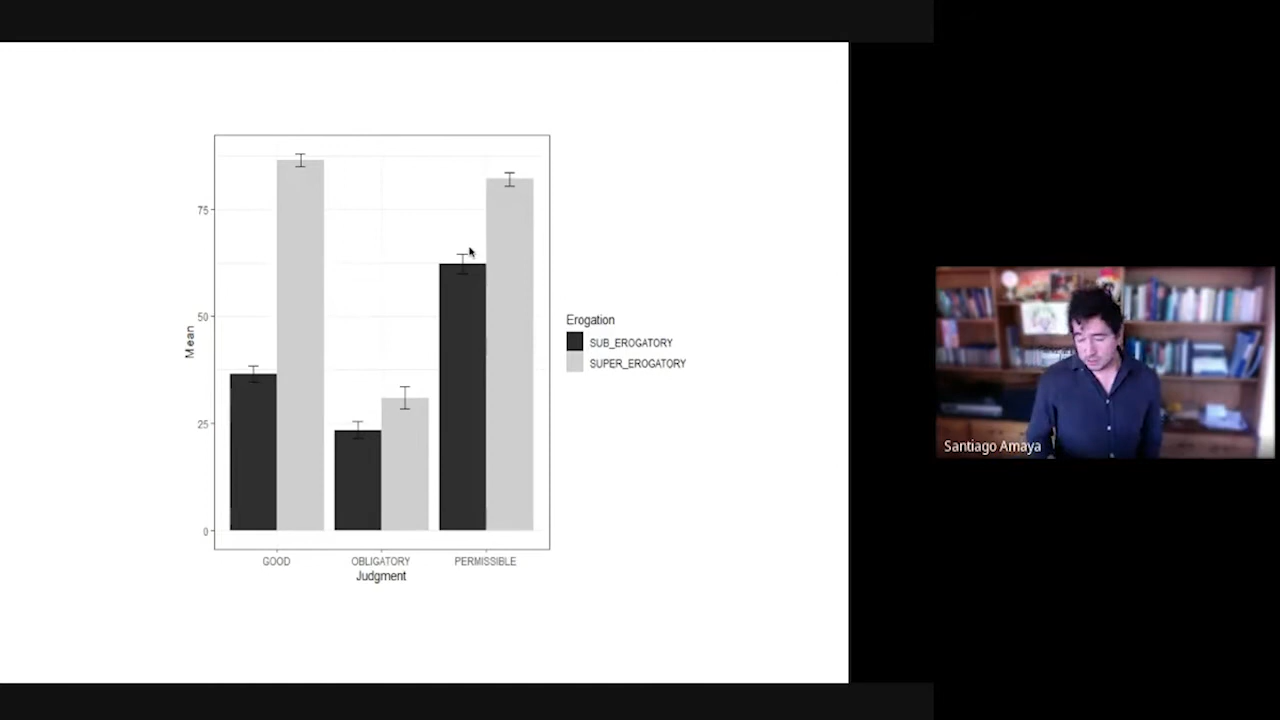 75
50
25
0
Mean
GOOD
OBLIGATORY
PERMISSIBLE
Judgment
Erogation
SUB_EROGATORY
SUPER_EROGATORY
Santiago Amaya